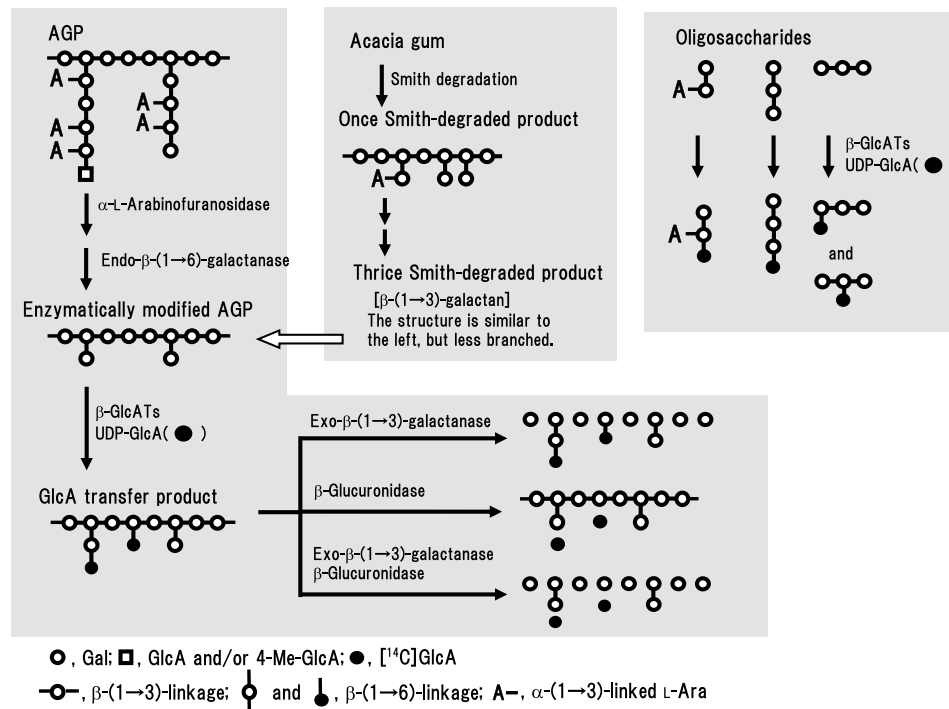 AGP
A
A
A
A
A
α-L-Arabinofuranosidase
Endo-β-(1→6)-galactanase
Enzymatically modified AGP
β-GlcATs
UDP-GlcA( ● )
GlcA transfer product
Acacia gum
Smith degradation
Once Smith-degraded product
A
Thrice Smith-degraded product
[β-(1→3)-galactan]
The structure is similar to
the left, but less branched.
Oligosaccharides
A
β-GlcATs
UDP-GlcA( ●
A
and
Exo-β-(1→3)-galactanase
β-Glucuronidase
Exo-β-(1→3)-galactanase
β-Glucuronidase
, Gal; , GlcA and/or 4-Me-GlcA; ●, [¹⁴C]GlcA
, β-(1→3)-linkage; and , β-(1→6)-linkage; A–, α-(1→3)-linked L-Ara